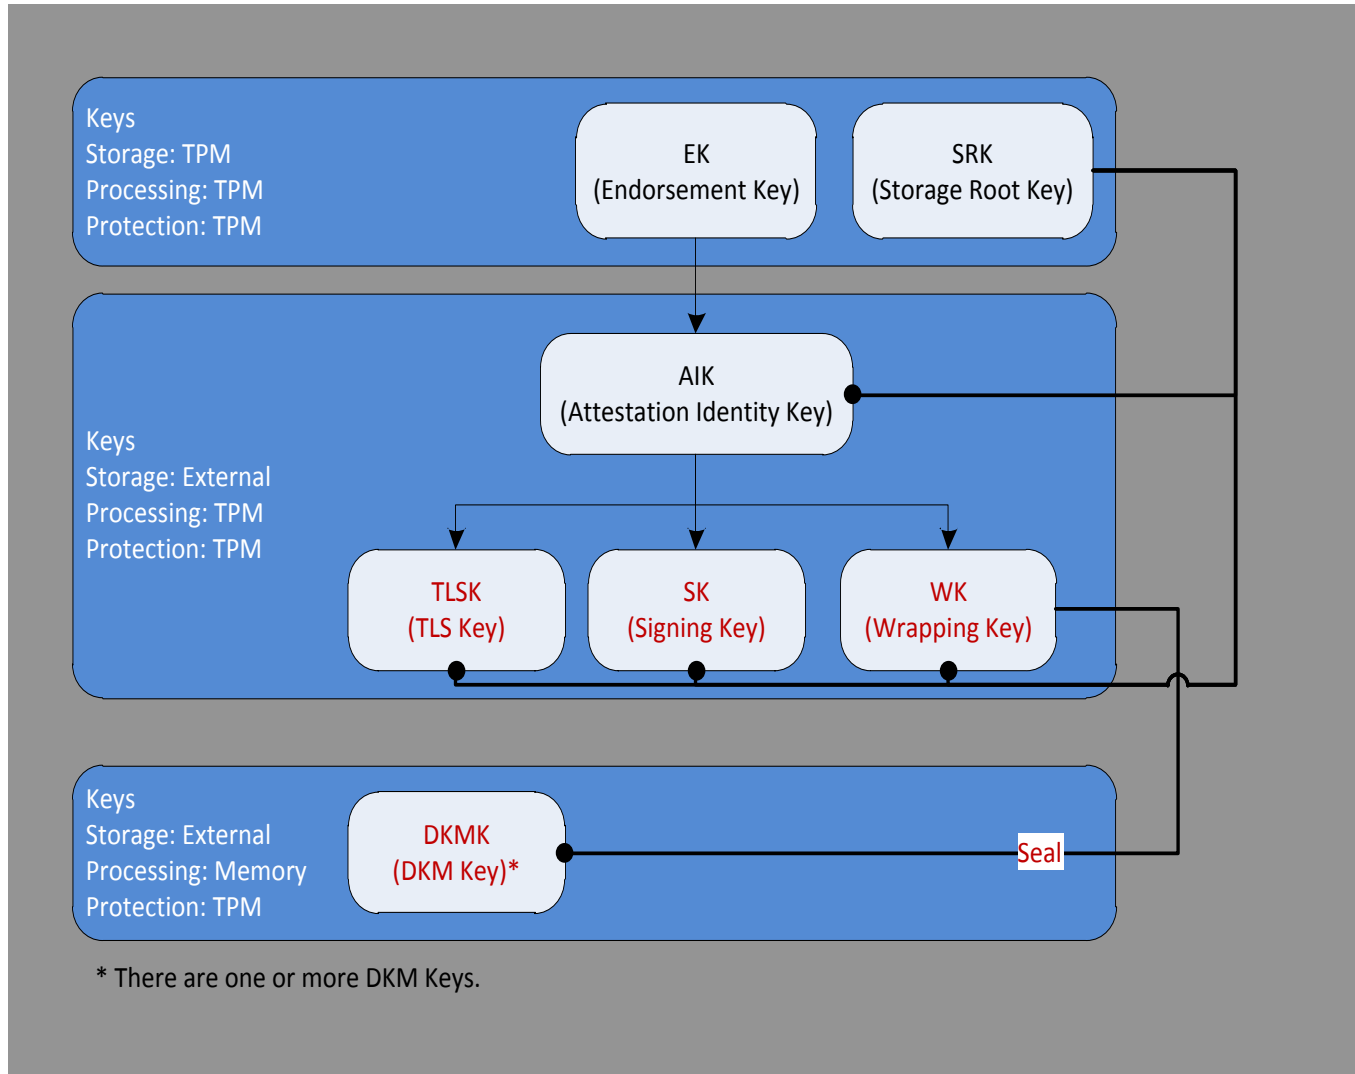 Keys
Storage: TPM
Processing: TPM
Protection: TPM
EK
(Endorsement Key)
SRK
(Storage Root Key)
AIK
(Attestation Identity Key)
Keys
Storage: External
Processing: TPM
Protection: TPM
TLSK
(TLS Key)
SK
(Signing Key)
WK
(Wrapping Key)
Keys
Storage: External
Processing: Memory
Protection: TPM
DKMK
(DKM Key)*
Seal
* There are one or more DKM Keys.